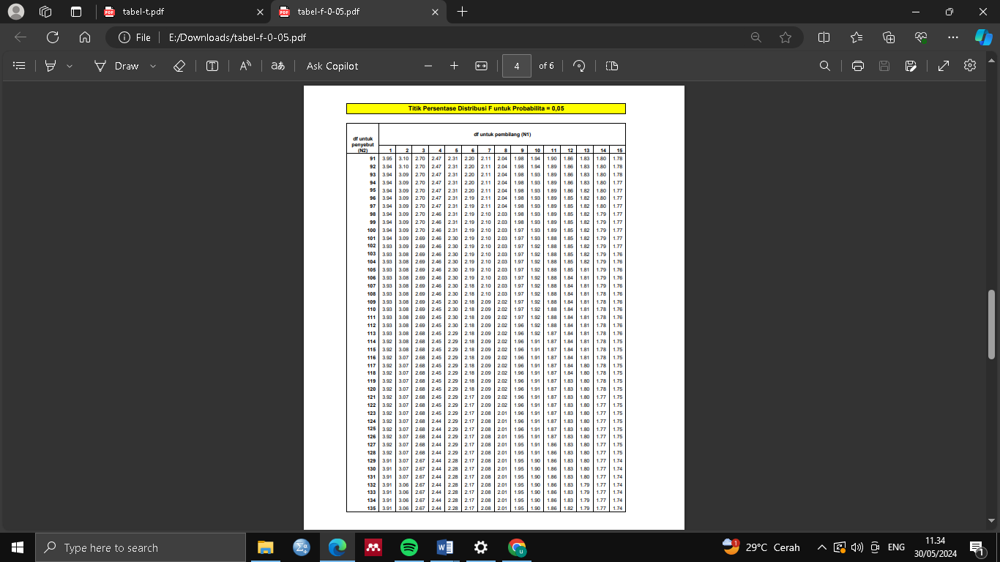 tabel-t.pdf
tabel-f-0-05.pdf
File
E:/Downloads/tabel-f-0-05.pdf
Draw
Ask Copilot
4 of 6
Titik Persentase Distribusi F untuk Probabilita = 0,05
df untuk penyebut (N2)
df untuk pembilang (N1)
1 2 3 4 5 6 7 8 9 10 11 12 13 14 15
91 3.95 3.10 2.70 2.47 2.31 2.20 2.11 2.04 1.98 1.94 1.90 1.86 1.83 1.80 1.78
92 3.94 3.10 2.70 2.47 2.31 2.20 2.11 2.04 1.98 1.94 1.89 1.86 1.83 1.80 1.78
93 3.94 3.09 2.70 2.47 2.31 2.20 2.11 2.04 1.98 1.93 1.89 1.86 1.83 1.80 1.78
94 3.94 3.09 2.70 2.47 2.31 2.20 2.11 2.04 1.98 1.93 1.89 1.86 1.83 1.80 1.77
95 3.94 3.09 2.70 2.47 2.31 2.20 2.11 2.04 1.98 1.93 1.89 1.86 1.82 1.80 1.77
96 3.94 3.09 2.70 2.47 2.31 2.19 2.11 2.04 1.98 1.93 1.89 1.85 1.82 1.80 1.77
97 3.94 3.09 2.70 2.47 2.31 2.19 2.11 2.04 1.98 1.93 1.89 1.85 1.82 1.80 1.77
98 3.94 3.09 2.70 2.46 2.31 2.19 2.10 2.03 1.98 1.93 1.89 1.85 1.82 1.79 1.77
99 3.94 3.09 2.70 2.46 2.31 2.19 2.10 2.03 1.98 1.93 1.89 1.85 1.82 1.79 1.77
100 3.94 3.09 2.70 2.46 2.31 2.19 2.10 2.03 1.97 1.93 1.89 1.85 1.82 1.79 1.77
101 3.94 3.09 2.69 2.46 2.30 2.19 2.10 2.03 1.97 1.93 1.88 1.85 1.82 1.79 1.77
102 3.93 3.09 2.69 2.46 2.30 2.19 2.10 2.03 1.97 1.92 1.88 1.85 1.82 1.79 1.77
103 3.93 3.08 2.69 2.46 2.30 2.19 2.10 2.03 1.97 1.92 1.88 1.85 1.82 1.79 1.76
104 3.93 3.08 2.69 2.46 2.30 2.19 2.10 2.03 1.97 1.92 1.88 1.85 1.82 1.79 1.76
105 3.93 3.08 2.69 2.46 2.30 2.19 2.10 2.03 1.97 1.92 1.88 1.85 1.81 1.79 1.76
106 3.93 3.08 2.69 2.46 2.30 2.19 2.10 2.03 1.97 1.92 1.88 1.84 1.81 1.79 1.76
107 3.93 3.08 2.69 2.46 2.30 2.18 2.10 2.03 1.97 1.92 1.88 1.84 1.81 1.79 1.76
108 3.93 3.08 2.69 2.46 2.30 2.18 2.10 2.03 1.97 1.92 1.88 1.84 1.81 1.78 1.76
109 3.93 3.08 2.69 2.45 2.30 2.18 2.09 2.02 1.97 1.92 1.88 1.84 1.81 1.78 1.76
110 3.93 3.08 2.69 2.45 2.30 2.18 2.09 2.02 1.97 1.92 1.88 1.84 1.81 1.78 1.76
111 3.93 3.08 2.69 2.45 2.30 2.18 2.09 2.02 1.97 1.92 1.88 1.84 1.81 1.78 1.76
112 3.93 3.08 2.69 2.45 2.30 2.18 2.09 2.02 1.96 1.92 1.88 1.84 1.81 1.78 1.76
113 3.93 3.08 2.68 2.45 2.29 2.18 2.09 2.02 1.96 1.92 1.87 1.84 1.81 1.78 1.76
114 3.92 3.08 2.68 2.45 2.29 2.18 2.09 2.02 1.96 1.91 1.87 1.84 1.81 1.78 1.75
115 3.92 3.08 2.68 2.45 2.29 2.18 2.09 2.02 1.96 1.91 1.87 1.84 1.81 1.78 1.75
116 3.92 3.07 2.68 2.45 2.29 2.18 2.09 2.02 1.96 1.91 1.87 1.84 1.81 1.78 1.75
117 3.92 3.07 2.68 2.45 2.29 2.18 2.09 2.02 1.96 1.91 1.87 1.84 1.80 1.78 1.75
118 3.92 3.07 2.68 2.45 2.29 2.18 2.09 2.02 1.96 1.91 1.87 1.84 1.80 1.78 1.75
119 3.92 3.07 2.68 2.45 2.29 2.18 2.09 2.02 1.96 1.91 1.87 1.83 1.80 1.78 1.75
120 3.92 3.07 2.68 2.45 2.29 2.18 2.09 2.02 1.96 1.91 1.87 1.83 1.80 1.78 1.75
121 3.92 3.07 2.68 2.45 2.29 2.17 2.09 2.02 1.96 1.91 1.87 1.83 1.80 1.77 1.75
122 3.92 3.07 2.68 2.45 2.29 2.17 2.09 2.02 1.96 1.91 1.87 1.83 1.80 1.77 1.75
123 3.92 3.07 2.68 2.45 2.29 2.17 2.08 2.01 1.96 1.91 1.87 1.83 1.80 1.77 1.75
124 3.92 3.07 2.68 2.44 2.29 2.17 2.08 2.01 1.96 1.91 1.87 1.83 1.80 1.77 1.75
125 3.92 3.07 2.68 2.44 2.29 2.17 2.08 2.01 1.96 1.91 1.87 1.83 1.80 1.77 1.75
126 3.92 3.07 2.68 2.44 2.29 2.17 2.08 2.01 1.95 1.91 1.87 1.83 1.80 1.77 1.75
127 3.92 3.07 2.68 2.44 2.29 2.17 2.08 2.01 1.95 1.91 1.86 1.83 1.80 1.77 1.75
128 3.92 3.07 2.68 2.44 2.29 2.17 2.08 2.01 1.95 1.91 1.86 1.83 1.80 1.77 1.75
129 3.91 3.07 2.67 2.44 2.28 2.17 2.08 2.01 1.95 1.90 1.86 1.83 1.80 1.77 1.74
130 3.91 3.07 2.67 2.44 2.28 2.17 2.08 2.01 1.95 1.90 1.86 1.83 1.80 1.77 1.74
131 3.91 3.07 2.67 2.44 2.28 2.17 2.08 2.01 1.95 1.90 1.86 1.83 1.80 1.77 1.74
132 3.91 3.06 2.67 2.44 2.28 2.17 2.08 2.01 1.95 1.90 1.86 1.83 1.79 1.77 1.74
133 3.91 3.06 2.67 2.44 2.28 2.17 2.08 2.01 1.95 1.90 1.86 1.83 1.79 1.77 1.74
134 3.91 3.06 2.67 2.44 2.28 2.17 2.08 2.01 1.95 1.90 1.86 1.83 1.79 1.77 1.74
135 3.91 3.06 2.67 2.44 2.28 2.17 2.08 2.01 1.95 1.90 1.86 1.82 1.79 1.77 1.74
Type here to search
29°C Cerah
ENG
11.34
30/05/2024